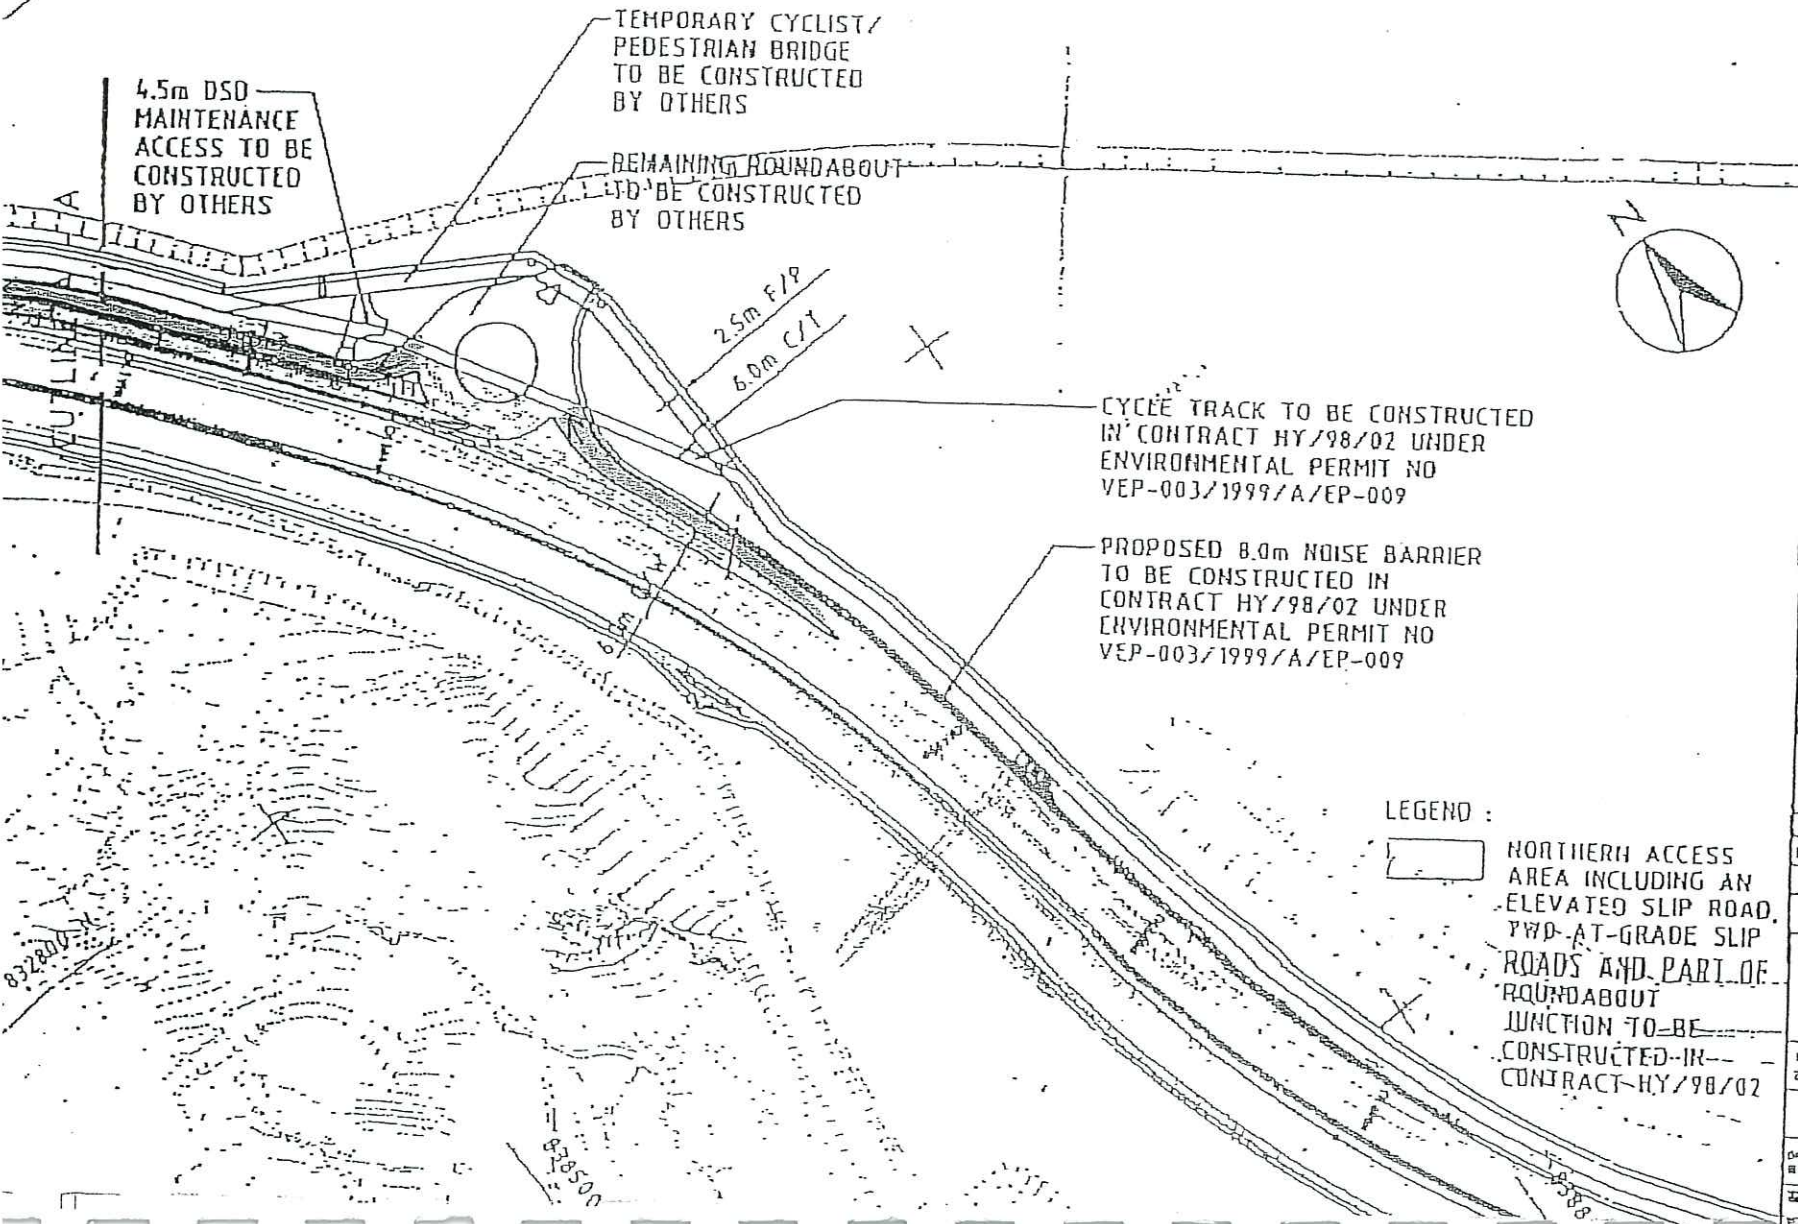 TEMPORARY CYCLIST/
PEDESTRIAN BRIDGE
TO BE CONSTRUCTED
BY OTHERS
4.5m DSD
MAINTENANCE
ACCESS TO BE
CONSTRUCTED
BY OTHERS
REMAINING ROUNDABOUT
TO BE CONSTRUCTED
BY OTHERS
A
N
2.5m F/P
6.0m C/T
CYCLE TRACK TO BE CONSTRUCTED
IN CONTRACT HY/98/02 UNDER
ENVIRONMENTAL PERMIT NO
VEP-003/1999/A/EP-009
PROPOSED 8.0m NOISE BARRIER
TO BE CONSTRUCTED IN
CONTRACT HY/98/02 UNDER
ENVIRONMENTAL PERMIT NO
VEP-003/1999/A/EP-009
LEGEND :
NORTHERN ACCESS
AREA INCLUDING AN
ELEVATED SLIP ROAD,
TWO AT-GRADE SLIP
ROADS AND PART OF
ROUNDABOUT
JUNCTION TO BE
CONSTRUCTED IN
CONTRACT HY/98/02
832800 N
838500